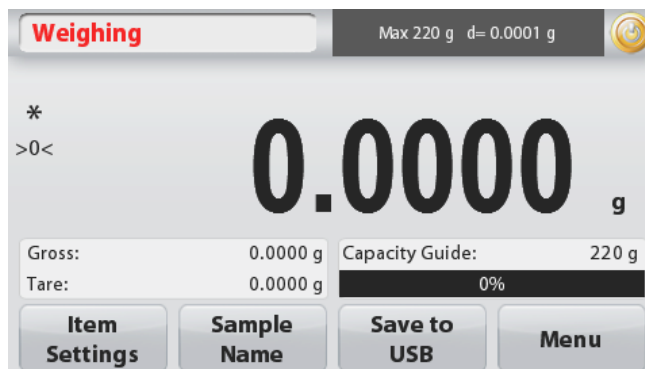 Weighing
Max 220 g d= 0.0001 g
*
>0<
0.0000 g
Gross: 0.0000 g
Capacity Guide: 220 g
Tare: 0.0000 g
0%
Item
Settings
Sample
Name
Save to
USB
Menu